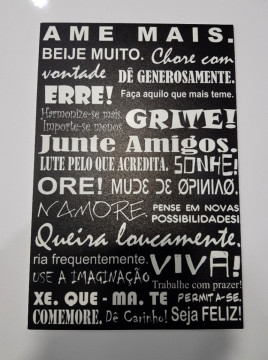 AME MAIS.
BEIJE MUITO. Chore com
vontade DÊ GENEROSAMENTE.
ERRE! Faça aquilo que mais teme.
Harmonize-se mais.
Importe-se menos. GRITE!
Junte Amigos.
LUTE PELO QUE ACREDITA. SONHE!
ORE! MUDE DE OPINIÃO.
NAMORE. PENSE EM NOVAS
POSSIBILIDADES!
Queira loucamente.
ria frequentemente. VIVA!
USE A IMAGINAÇÃO Trabalhe com prazer!
XE. QUE - MA. TE PERMITA-SE.
COMEMORE. Dê Carinho! Seja FELIZ!